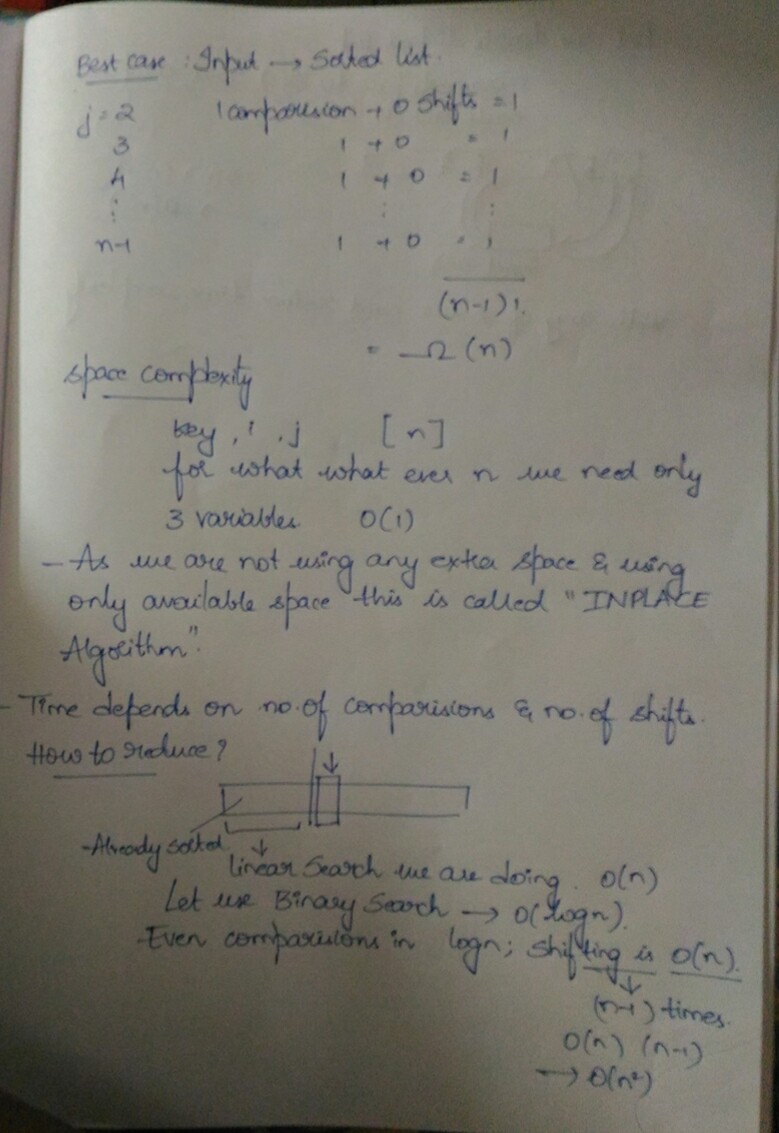 Best case : Input → Sorted list.
j = 2 1 comparision + 0 shifts = 1
3 1 + 0 = 1
4 1 + 0 = 1
⋮ ⋮ ⋮
n-1 1 + 0 = 1
(n-1)1.
= Ω (n)
space complexity
key, i, j [n]
for what what ever n we need only
3 variables. O(1)
- As we are not using any extra space & using
only available space this is called "INPLACE
Algorithm".
- Time depends on no. of comparisions & no. of shifts.
How to reduce?
↓
- Already sorted. ↓
linear Search we are doing. O(n)
Let use Binary Search → O(logn).
- Even comparisions in logn; shifting is O(n).
↓
(n-1) times.
O(n) (n-1)
→ O(n²)